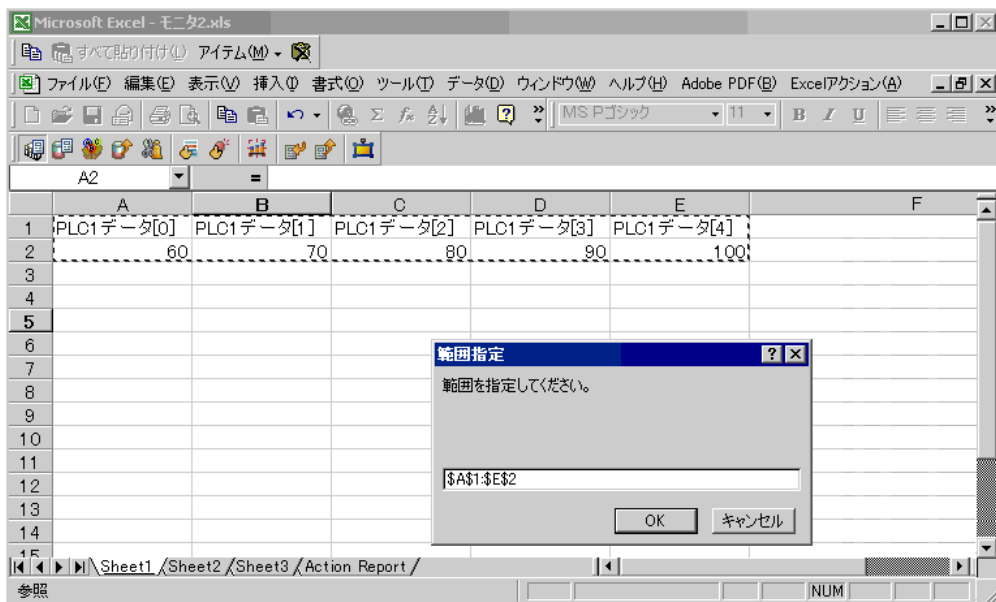 Microsoft Excel - モニタ2.xls
すべて貼り付け(L) アイテム(M)
ファイル(F) 編集(E) 表示(V) 挿入(I) 書式(O) ツール(T) データ(D) ウィンドウ(W) ヘルプ(H) Adobe PDF(B) Excelアクション(A)
MS Pゴシック 11 B I U
A2 =
A B C D E F
1 PLC1データ[0] PLC1データ[1] PLC1データ[2] PLC1データ[3] PLC1データ[4]
2 60 70 80 90 100
3
4
5
6
範囲指定
7
範囲を指定してください。
8
9
10
11
12
$A$1:$E$2
13
OK キャンセル
14
15
Sheet1 Sheet2 Sheet3 Action Report
参照 NUM